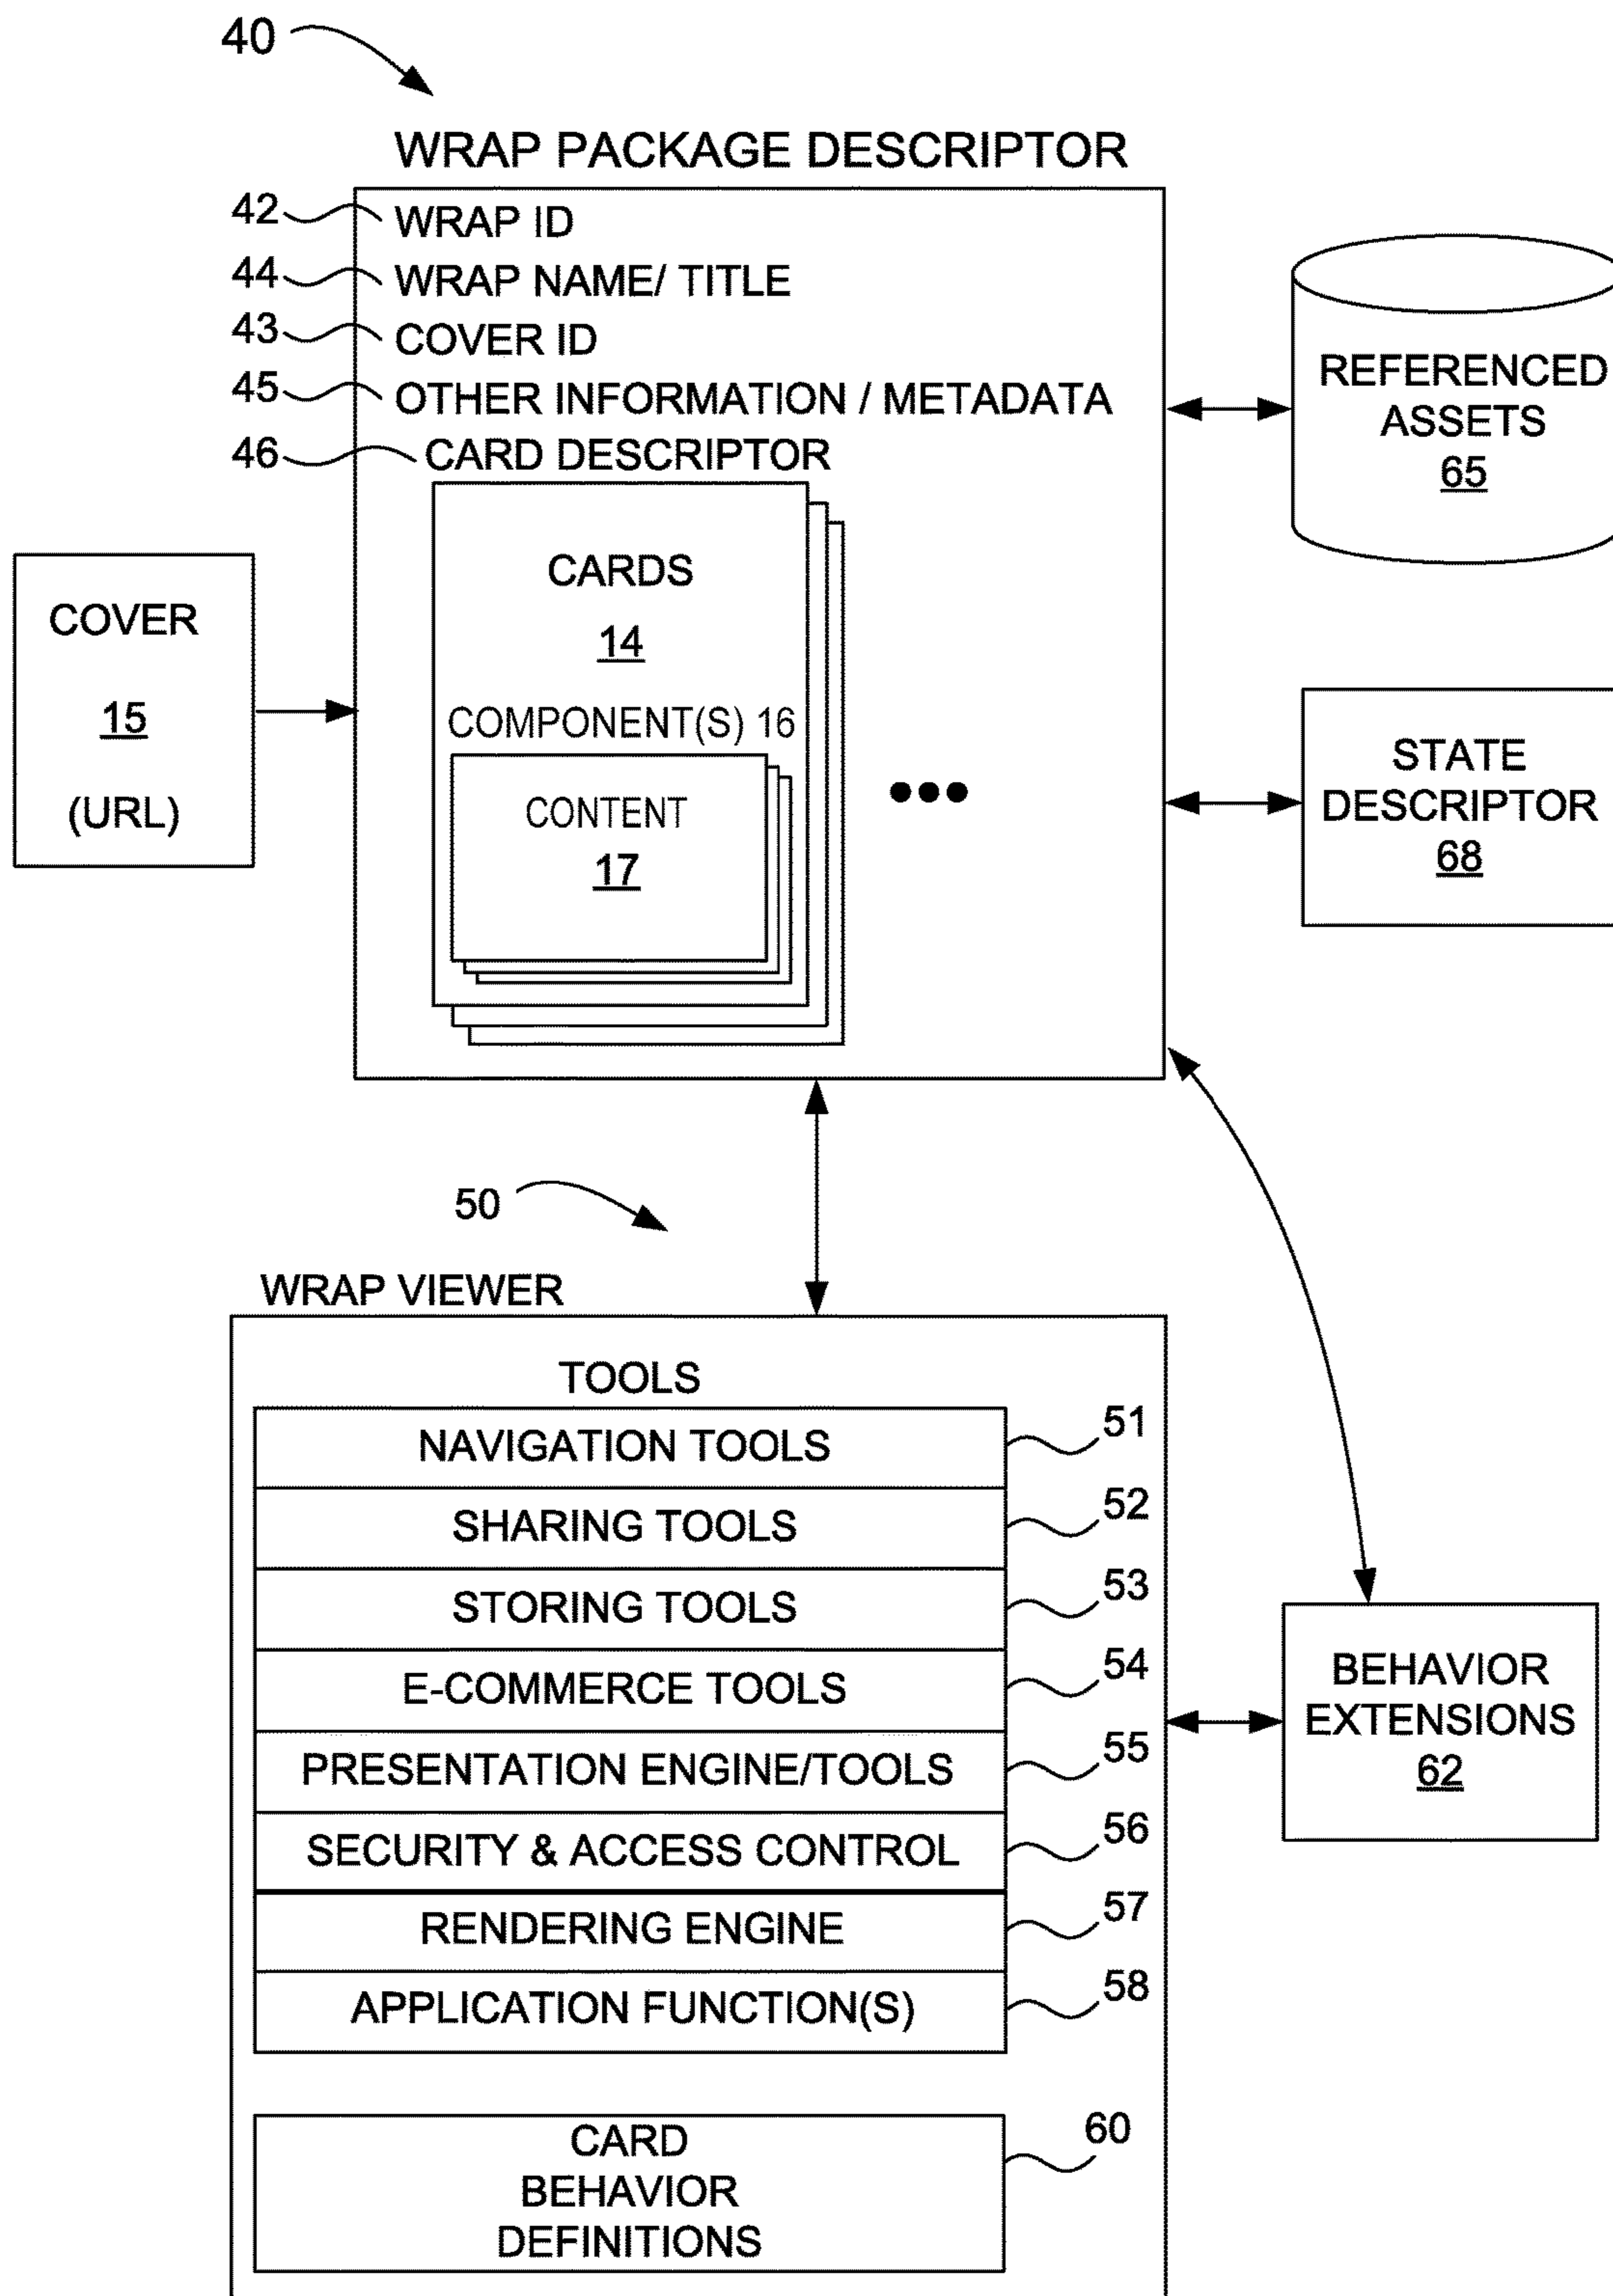 40
WRAP PACKAGE DESCRIPTOR
42 WRAP ID
44 WRAP NAME/ TITLE
43 COVER ID
45 OTHER INFORMATION / METADATA
46 CARD DESCRIPTOR
CARDS
14
COMPONENT(S) 16
CONTENT
17
COVER
15
(URL)
REFERENCED
ASSETS
65
STATE
DESCRIPTOR
68
50
WRAP VIEWER
TOOLS
NAVIGATION TOOLS 51
SHARING TOOLS 52
STORING TOOLS 53
E-COMMERCE TOOLS 54
PRESENTATION ENGINE/TOOLS 55
SECURITY & ACCESS CONTROL 56
RENDERING ENGINE 57
APPLICATION FUNCTION(S) 58
CARD 60
BEHAVIOR
DEFINITIONS
BEHAVIOR
EXTENSIONS
62